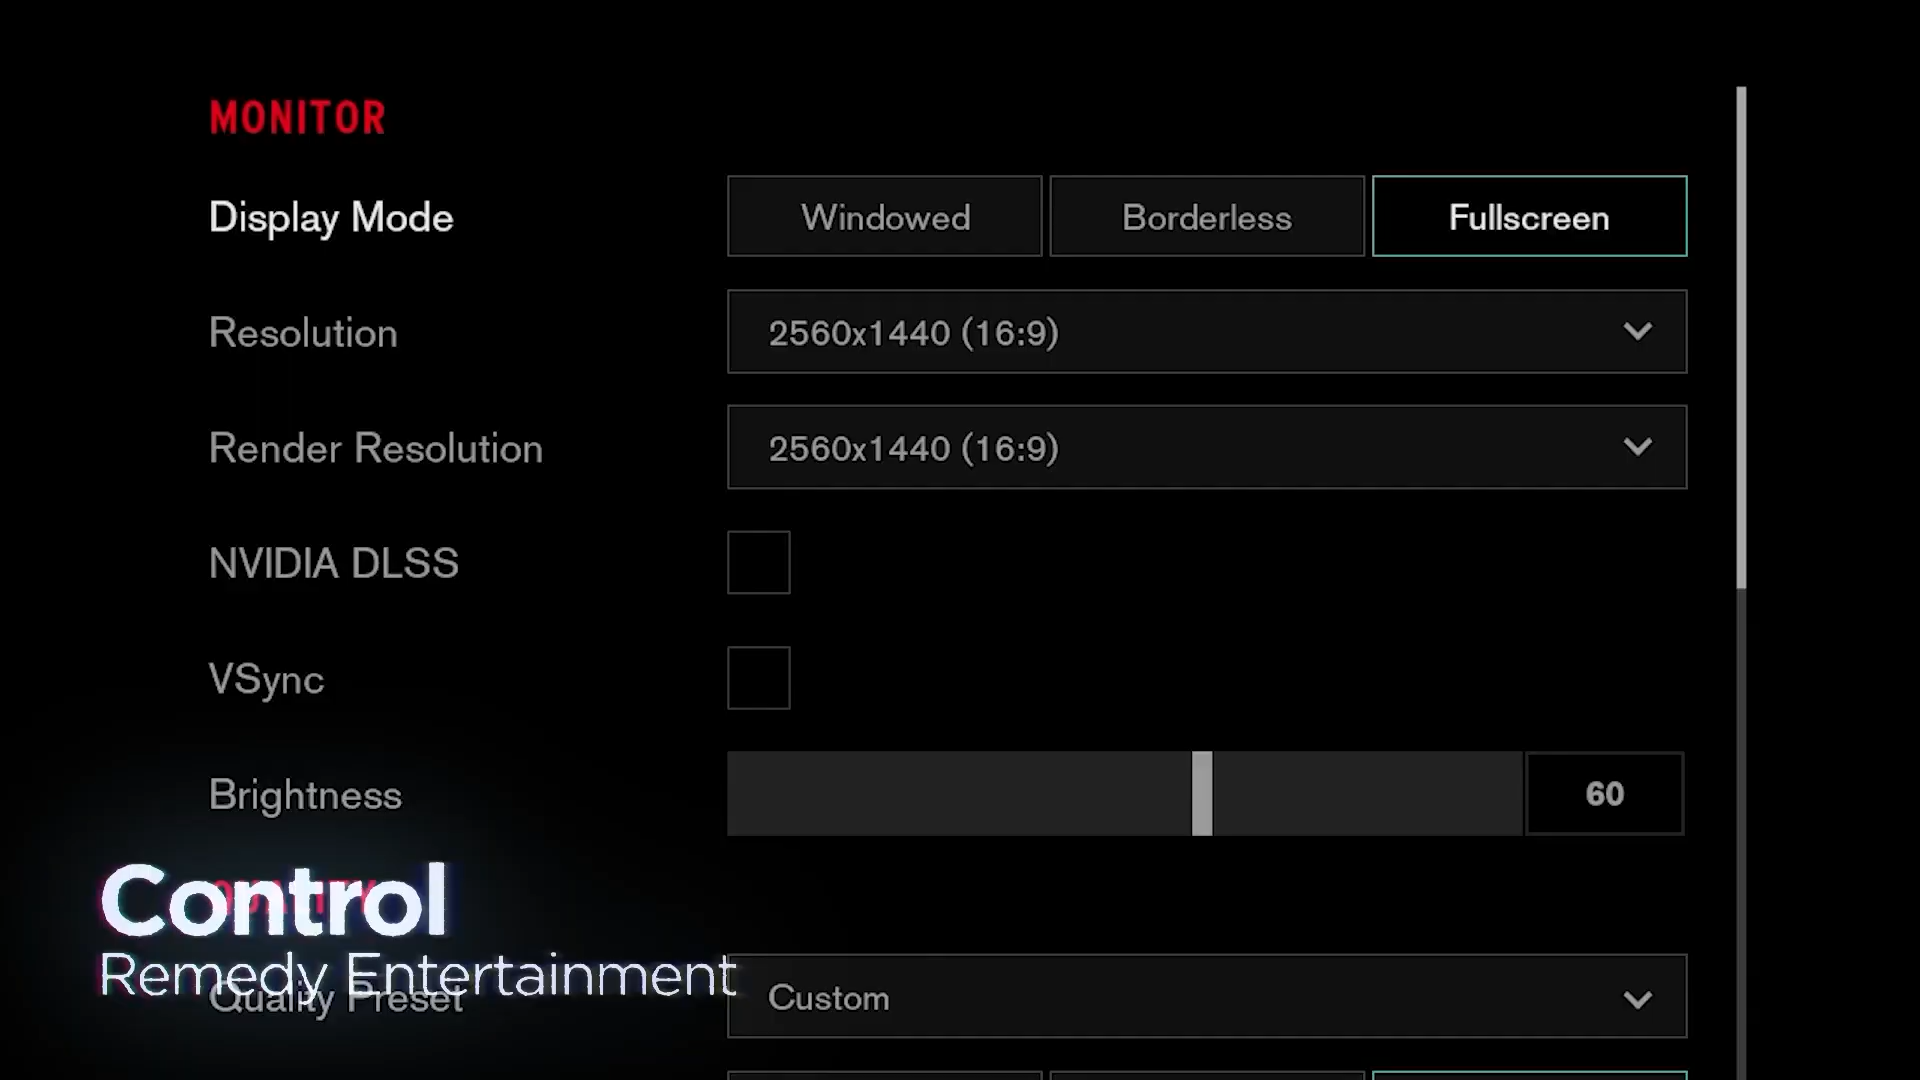 MONITOR
Display Mode Windowed Borderless Fullscreen
Resolution 2560x1440 (16:9)
Render Resolution 2560x1440 (16:9)
NVIDIA DLSS
VSync
Brightness 60
Control
Remedy Entertainment
Quality Preset Custom